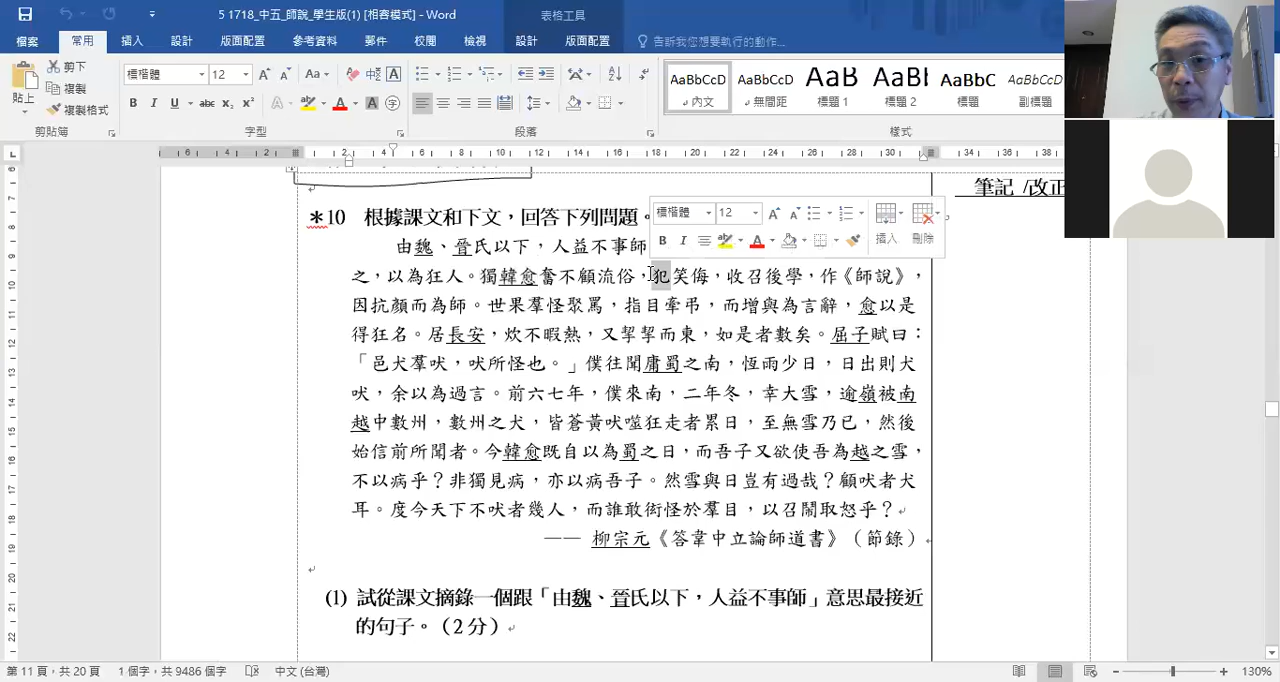 5 1718_中五_師說_學生版(1) [相容模式] - Word
表格工具
檔案 常用 插入 設計 版面配置 參考資料 郵件 校閱 檢視 設計 版面配置 告訴我您想要執行的動作...
貼上 剪下 複製 複製格式
標楷體 12
AaBbCcD AaBbCcD AaB AaBb AaBbC AaBbCcD
內文 無間距 標題 1 標題 2 標題 副標題
剪貼簿 字型 段落 樣式
筆記 /改正
標楷體 12 插入 刪除
＊10 根據課文和下文，回答下列問題。
由魏、晉氏以下，人益不事師
之，以為狂人。獨韓愈奮不顧流俗，犯笑侮，收召後學，作《師說》，
因抗顏而為師。世果羣怪聚罵，指目牽弔，而增與為言辭，愈以是
得狂名。居長安，炊不暇熱，又挈挈而東，如是者數矣。屈子賦曰：
「邑犬羣吠，吠所怪也。」僕往聞庸蜀之南，恆雨少日，日出則犬
吠，余以為過言。前六七年，僕來南，二年冬，幸大雪，逾嶺被南
越中數州，數州之犬，皆蒼黃吠噬狂走者累日，至無雪乃已，然後
始信前所聞者。今韓愈既自以為蜀之日，而吾子又欲使吾為越之雪，
不以病乎？非獨見病，亦以病吾子。然雪與日豈有過哉？顧吠者犬
耳。度今天下不吠者幾人，而誰敢衒怪於羣目，以召鬧取怒乎？
—— 柳宗元《答韋中立論師道書》（節錄）
(1) 試從課文摘錄一個跟「由魏、晉氏以下，人益不事師」意思最接近
的句子。（2 分）
第 11 頁，共 20 頁 1 個字，共 9486 個字 中文 (台灣) 130%